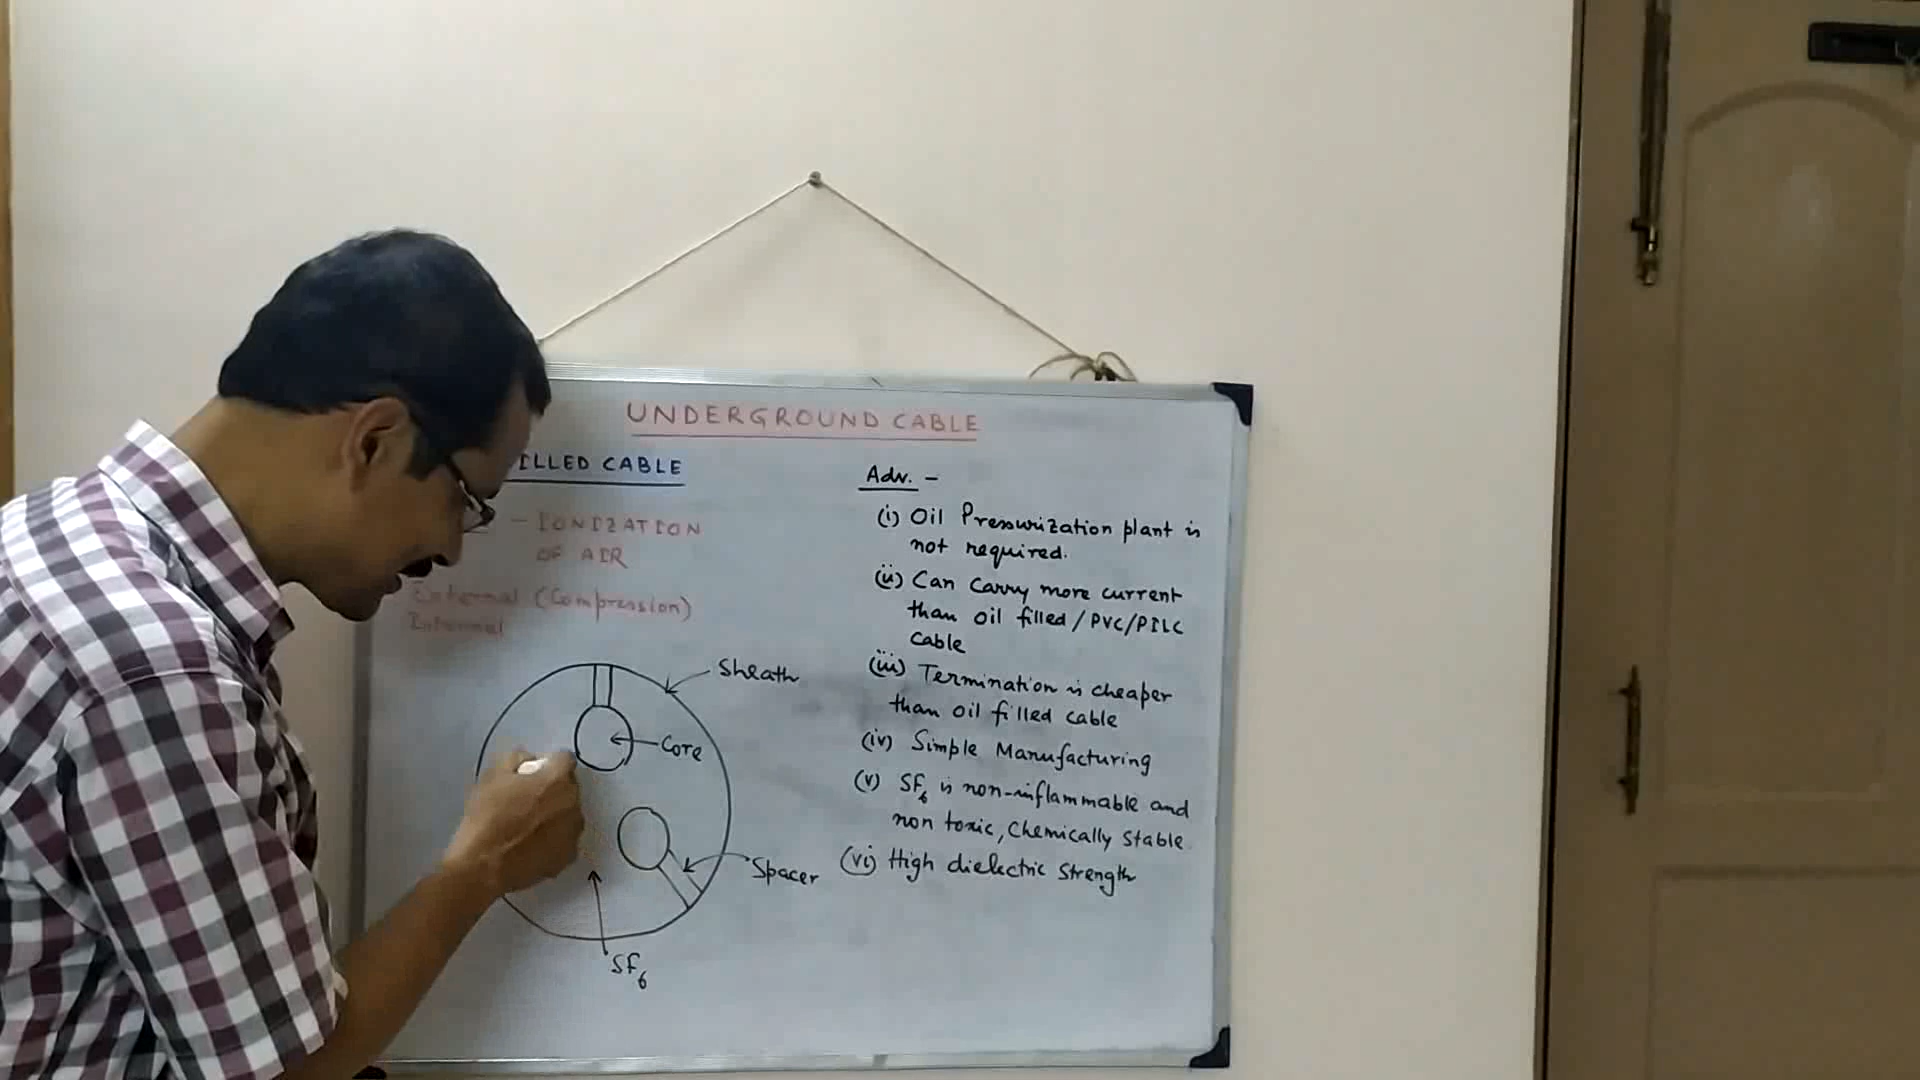 UNDERGROUND CABLE
ILLED CABLE
- IONIZATION
OF AIR
External (Compression)
Internal
Sheath
Core
Spacer
SF6
Adv. -
(i) Oil Pressurization plant is
not required.
(ii) Can Carry more current
than oil filled/PVC/PILC
Cable
(iii) Termination is cheaper
than oil filled cable
(iv) Simple Manufacturing
(v) SF6 is non-inflammable and
non toxic, Chemically stable.
(vi) High dielectric strength